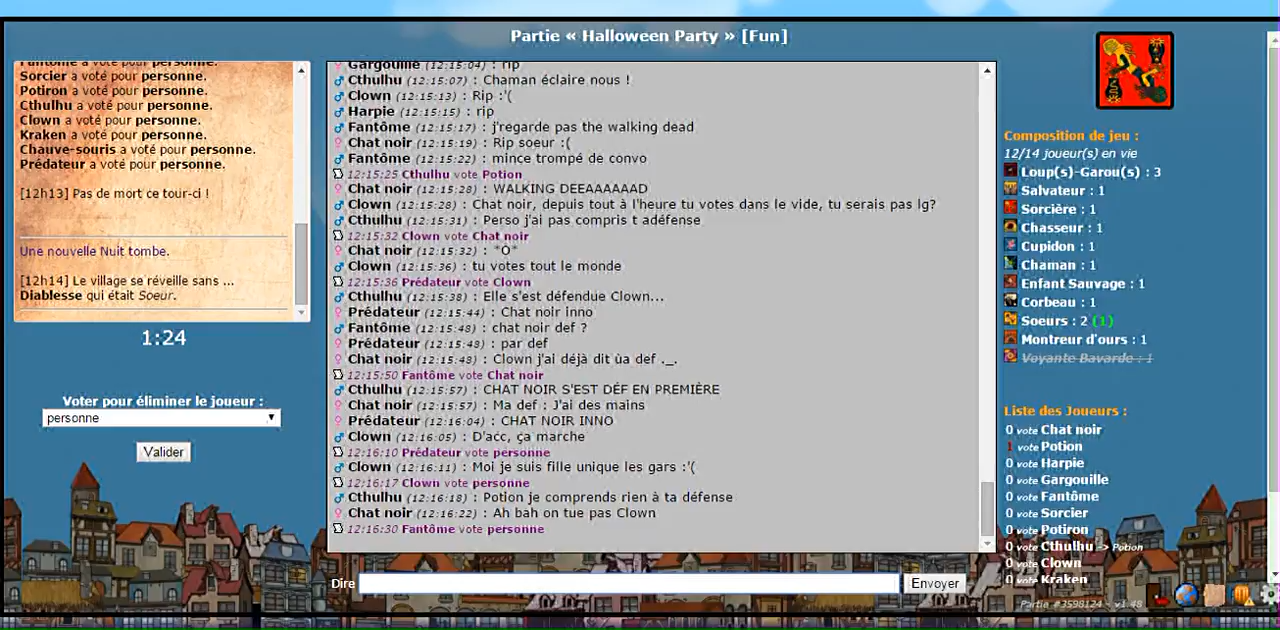 Partie « Halloween Party » [Fun]
Fantôme a voté pour personne.
Sorcier a voté pour personne.
Potiron a voté pour personne.
Cthulhu a voté pour personne.
Clown a voté pour personne.
Kraken a voté pour personne.
Chauve-souris a voté pour personne.
Prédateur a voté pour personne.
[12h13] Pas de mort ce tour-ci !
Une nouvelle Nuit tombe.
[12h14] Le village se réveille sans ...
Diablesse qui était Soeur.
1:24
Voter pour éliminer le joueur :
personne
Valider
Gargouille (12:15:04) : rip
Cthulhu (12:15:07) : Chaman éclaire nous !
Clown (12:15:13) : Rip :'(
Harpie (12:15:15) : rip
Fantôme (12:15:17) : j'regarde pas the walking dead
Chat noir (12:15:19) : Rip soeur :(
Fantôme (12:15:22) : mince trompé de convo
12:15:25 Cthulhu vote Potion
Chat noir (12:15:28) : WALKING DEEAAAAAAD
Clown (12:15:28) : Chat noir, depuis tout à l'heure tu votes dans le vide, tu serais pas lg?
Cthulhu (12:15:31) : Perso j'ai pas compris t adéfense
12:15:32 Clown vote Chat noir
Chat noir (12:15:32) : *O*
Clown (12:15:36) : tu votes tout le monde
12:15:36 Prédateur vote Clown
Cthulhu (12:15:38) : Elle s'est défendue Clown...
Prédateur (12:15:44) : Chat noir inno
Fantôme (12:15:48) : chat noir def ?
Prédateur (12:15:48) : par def
Chat noir (12:15:48) : Clown j'ai déjà dit ùa def ._.
12:15:50 Fantôme vote Chat noir
Cthulhu (12:15:57) : CHAT NOIR S'EST DÉF EN PREMIÈRE
Chat noir (12:15:57) : Ma def : J'ai des mains
Prédateur (12:16:04) : CHAT NOIR INNO
Clown (12:16:05) : D'acc, ça marche
12:16:10 Prédateur vote personne
Clown (12:16:11) : Moi je suis fille unique les gars :'(
12:16:17 Clown vote personne
Cthulhu (12:16:18) : Potion je comprends rien à ta défense
Chat noir (12:16:22) : Ah bah on tue pas Clown
12:16:30 Fantôme vote personne
Dire
Envoyer
Composition de jeu :
12/14 joueur(s) en vie
Loup(s)-Garou(s) : 3
Salvateur : 1
Sorcière : 1
Chasseur : 1
Cupidon : 1
Chaman : 1
Enfant Sauvage : 1
Corbeau : 1
Soeurs : 2 (1)
Montreur d'ours : 1
Voyante Bavarde : 1
Liste des Joueurs :
0 vote Chat noir
1 vote Potion
0 vote Harpie
0 vote Gargouille
0 vote Fantôme
0 vote Sorcier
0 vote Potiron
0 vote Cthulhu -> Potion
0 vote Clown
0 vote Kraken
Partie #3598124 - v1.48